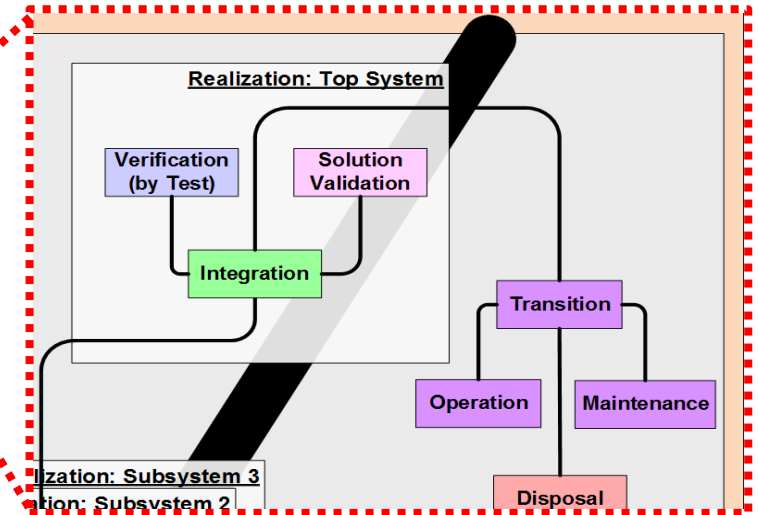 Realization: Top System
Verification
(by Test)
Solution
Validation
Integration
Transition
Operation
Maintenance
lization: Subsystem 3
ation: Subsystem 2
Disposal